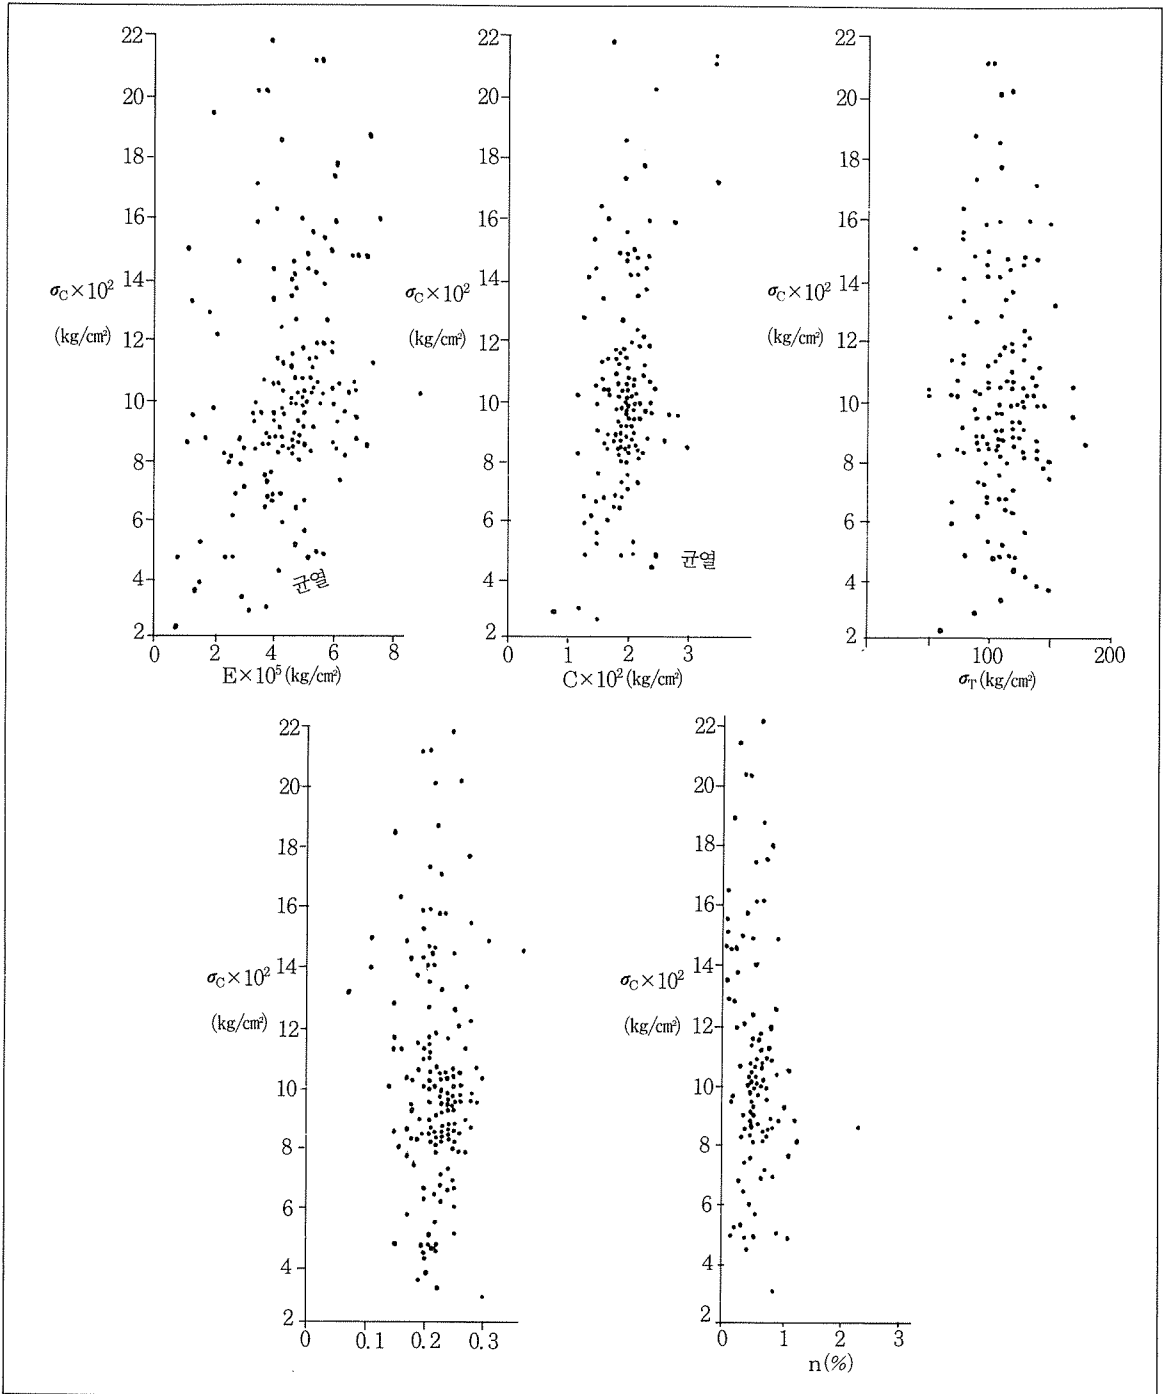 22
20
18
16
14
12
10
8
6
4
2
σC×10²
(kg/cm²)
0 2 4 6 8
E×10⁵(kg/cm²)
균열
22
20
18
16
14
12
10
8
6
4
2
σC×10²
(kg/cm²)
0 1 2 3
C×10²(kg/cm²)
균열
22
20
18
16
14
12
10
8
6
4
2
σC×10²
(kg/cm²)
100 200
σT(kg/cm²)
22
20
18
16
14
12
10
8
6
4
2
σC×10²
(kg/cm²)
0 0.1 0.2 0.3
22
20
18
16
14
12
10
8
6
4
2
σC×10²
(kg/cm²)
0 1 2 3
n(%)